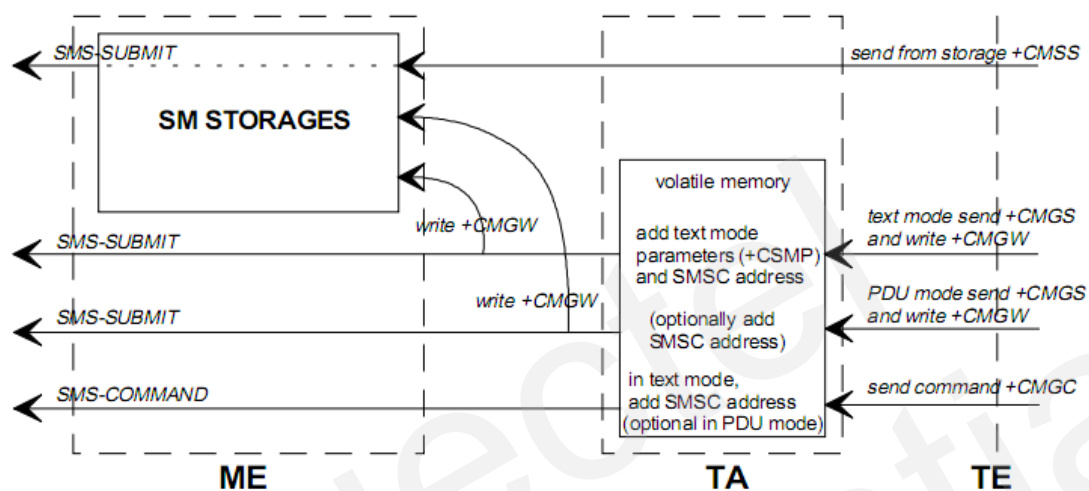 SMS-SUBMIT
send from storage +CMSS
SM STORAGES
volatile memory
write +CMGW
text mode send +CMGS
and write +CMGW
SMS-SUBMIT
add text mode
parameters (+CSMP)
and SMSC address
write +CMGW
PDU mode send +CMGS
and write +CMGW
SMS-SUBMIT
(optionally add
SMSC address)
SMS-COMMAND
in text mode,
add SMSC address
(optional in PDU mode)
send command +CMGC
ME
TA
TE